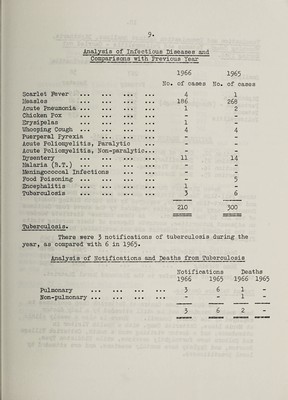 9.
Analysis of Infectious Diseases and
Comparisons with Previous Year
1966 1965
No. of cases No. of cases
Scarlet Fever ... ... ... ... 4 1
Measles ... ... ... ... 186 268
Acute Pneumonia ... ... ... ... 1 2
Chicken Pox ... ... ... ... - -
Erysipelas ... ... ... ... 1 -
Whooping Cough ... ... ... ... 4 4
Puerperal Pyrexia ... ... ... - -
Acute Poliomyelitis, Paralytic ... - -
Acute Poliomyelitis, Non-paralytic... - -
Dysentery ... ... ... ... 11 14
Malaria (B.T.) ... ... ... ... - -
Meningococcal Infections ... ... - -
Food Poisoning ... ... ... ... - 5
Encephalitis ... ... ... ... 1 -
Tuberculosis ... ... ... ... 3 6
210 300
Tuberculosis.
There were 3 notifications of tuberculosis during the
year, as compared with 6 in 1965.
Analysis of Notifications and Deaths from Tuberculosis
Notifications Deaths
1966 1965 1966 1965
Pulmonary ... ... ... ... 3 6 1 -
Non-pulmonary ... ... ... ... - - 1 -
3 6 2 -